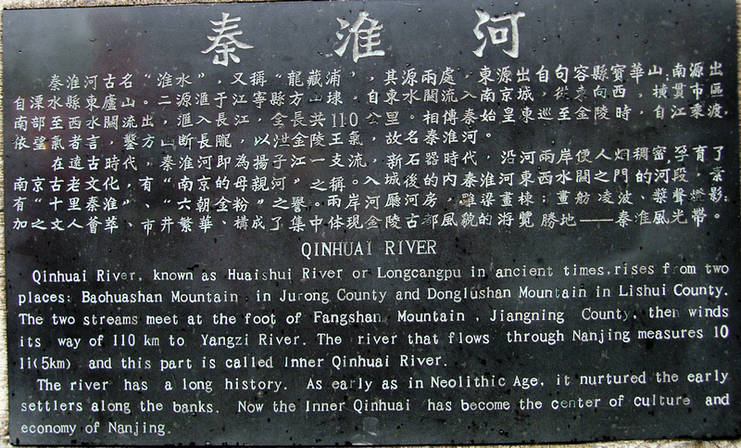 秦淮河
秦淮河古名“淮水”，又稱“龍藏浦”，其源兩處，東源出自句容縣寶華山；南源出
自溧水縣東廬山。二源滙于江寧縣方山埭，自東水關流入南京城，從東向西，橫貫市區
南部至西水關流出，滙入長江，全長共110公里。相傳秦始皇東巡至金陵時，自江乘渡，
依望氣者言，鑿方山断長隴，以洩金陵王氣，故名秦淮河。
在遠古時代，秦淮河即為揚子江一支流，新石器時代，沿河兩岸便人烟稠密，孕育了
南京古老文化，有“南京的母親河”之稱。入城後的内秦淮河東西水關之門的河段，素
有“十里秦淮”、“六朝金粉”之譽。兩岸河廳河房，雕梁畫棟；畫舫凌波、槳聲燈影；
加之文人薈萃、市井繁華、構成了集中体現金陵古都風貌的游覽勝地——秦淮風光帶。
QINHUAI RIVER
Qinhuai River, known as Huaishui River or Longcangpu in ancient times,rises from two
places: Baohuashan Mountain in Jurong County and Donglushan Mountain in Lishui County.
The two streams meet at the foot of Fangshan Mountain , Jiangning County, then winds
its way of 110 km to Yangzi River. The river that flows through Nanjing measures 10
li(5km) and this part is called Inner Qinhuai River.
The river has a long history. As early as in Neolithic Age, it nurtured the early
settlers along the banks. Now the Inner Qinhuai has become the center of culture and
economy of Nanjing.